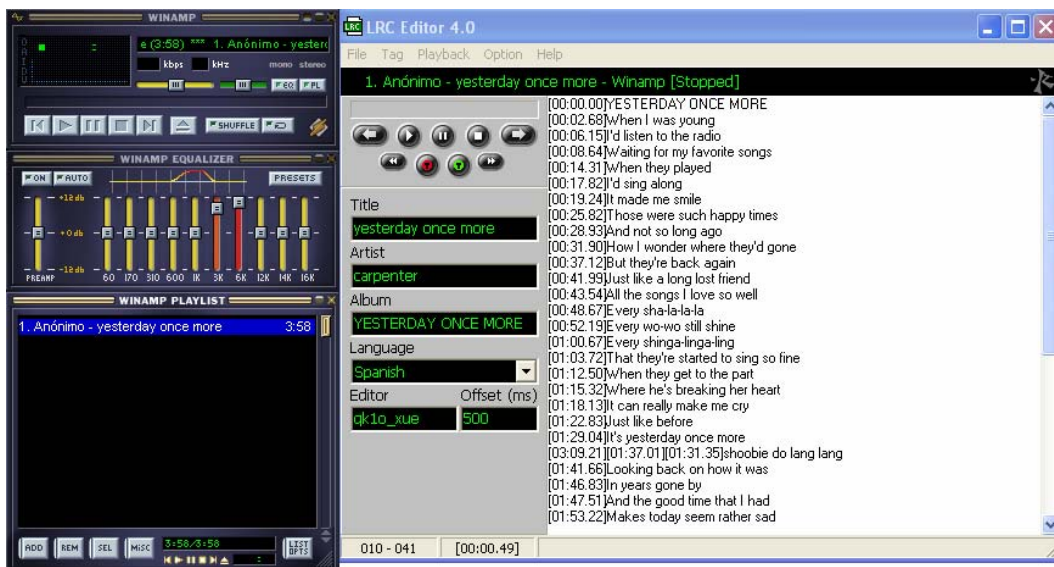 WINAMP
e (3:58) *** 1. Anónimo - yesterd
kbps kHz mono stereo
EQ PL
SHUFFLE
WINAMP EQUALIZER
ON AUTO PRESETS
+12db
+0db
-12db
PREAMP 60 170 310 600 1K 3K 6K 12K 14K 16K
WINAMP PLAYLIST
1. Anónimo - yesterday once more 3:58
ADD REM SEL MISC 3:58/3:58 LIST OPTS
LRC LRC Editor 4.0
File Tag Playback Option Help
1. Anónimo - yesterday once more - Winamp [Stopped]
Title
yesterday once more
Artist
carpenter
Album
YESTERDAY ONCE MORE
Language
Spanish
Editor Offset (ms)
qk1o_xue 500
[00:00.00]YESTERDAY ONCE MORE
[00:02.68]When I was young
[00:06.15]I'd listen to the radio
[00:08.64]Waiting for my favorite songs
[00:14.31]When they played
[00:17.82]I'd sing along
[00:19.24]It made me smile
[00:25.82]Those were such happy times
[00:28.93]And not so long ago
[00:31.90]How I wonder where they'd gone
[00:37.12]But they're back again
[00:41.99]Just like a long lost friend
[00:43.54]All the songs I love so well
[00:48.67]Every sha-la-la-la
[00:52.19]Every wo-wo still shine
[01:00.67]Every shinga-linga-ling
[01:03.72]That they're started to sing so fine
[01:12.50]When they get to the part
[01:15.32]Where he's breaking her heart
[01:18.13]It can really make me cry
[01:22.83]Just like before
[01:29.04]It's yesterday once more
[03:09.21][01:37.01][01:31.35]shoobie do lang lang
[01:41.66]Looking back on how it was
[01:46.83]In years gone by
[01:47.51]And the good time that I had
[01:53.22]Makes today seem rather sad
010 - 041 [00:00.49]